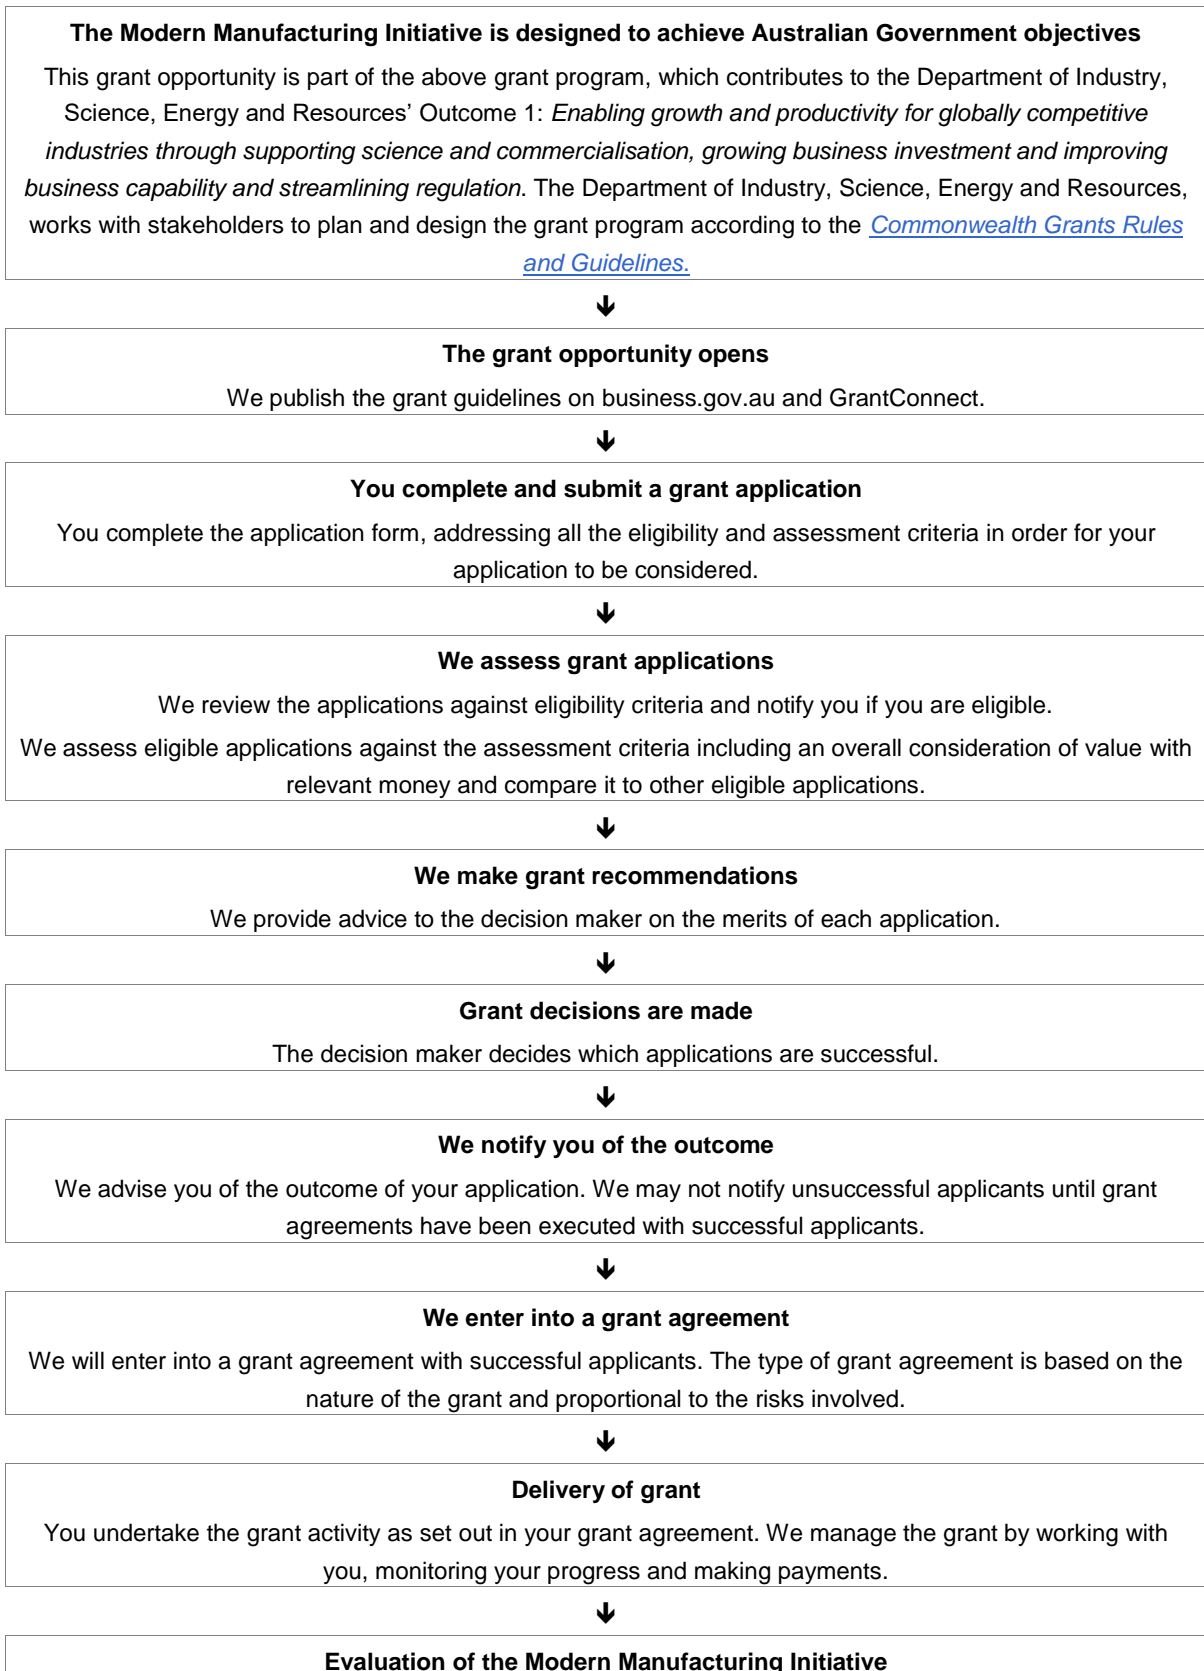 The Modern Manufacturing Initiative is designed to achieve Australian Government objectives
This grant opportunity is part of the above grant program, which contributes to the Department of Industry,
Science, Energy and Resources’ Outcome 1: Enabling growth and productivity for globally competitive
industries through supporting science and commercialisation, growing business investment and improving
business capability and streamlining regulation. The Department of Industry, Science, Energy and Resources,
works with stakeholders to plan and design the grant program according to the Commonwealth Grants Rules
and Guidelines.
The grant opportunity opens
We publish the grant guidelines on business.gov.au and GrantConnect.
You complete and submit a grant application
You complete the application form, addressing all the eligibility and assessment criteria in order for your
application to be considered.
We assess grant applications
We review the applications against eligibility criteria and notify you if you are eligible.
We assess eligible applications against the assessment criteria including an overall consideration of value with
relevant money and compare it to other eligible applications.
We make grant recommendations
We provide advice to the decision maker on the merits of each application.
Grant decisions are made
The decision maker decides which applications are successful.
We notify you of the outcome
We advise you of the outcome of your application. We may not notify unsuccessful applicants until grant
agreements have been executed with successful applicants.
We enter into a grant agreement
We will enter into a grant agreement with successful applicants. The type of grant agreement is based on the
nature of the grant and proportional to the risks involved.
Delivery of grant
You undertake the grant activity as set out in your grant agreement. We manage the grant by working with
you, monitoring your progress and making payments.
Evaluation of the Modern Manufacturing Initiative